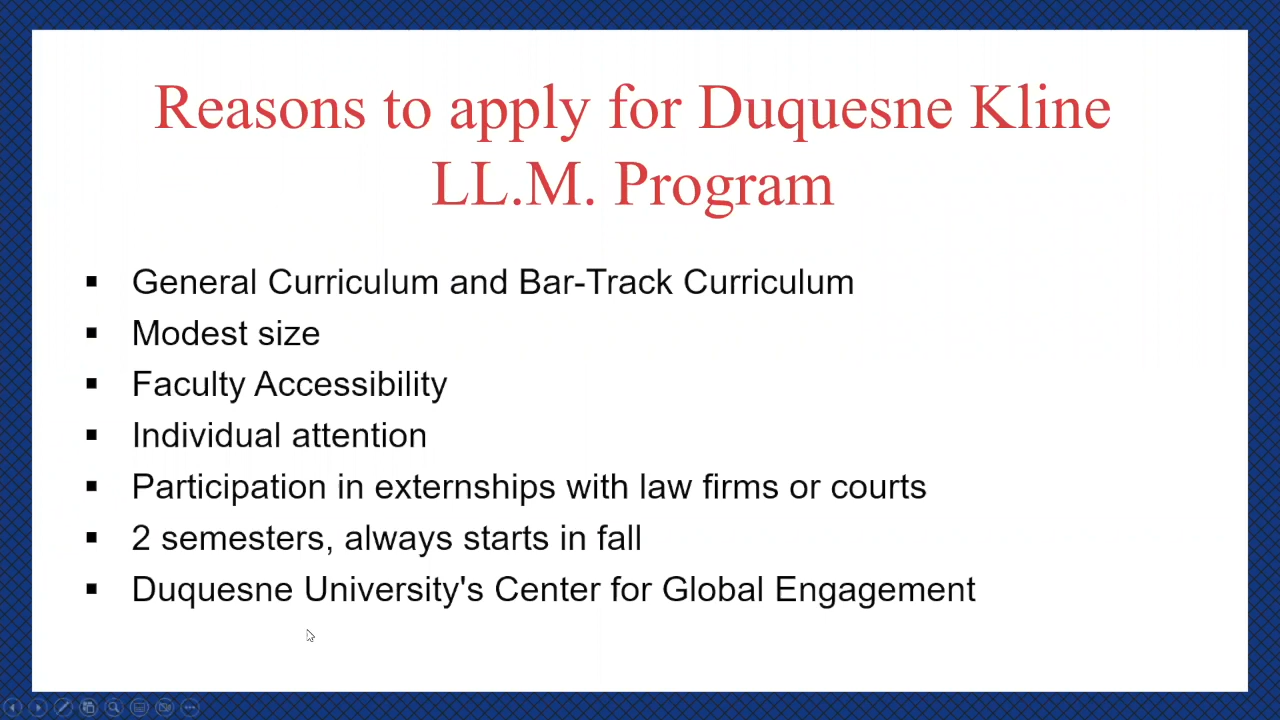 Reasons to apply for Duquesne Kline
LL.M. Program
▪ General Curriculum and Bar-Track Curriculum
▪ Modest size
▪ Faculty Accessibility
▪ Individual attention
▪ Participation in externships with law firms or courts
▪ 2 semesters, always starts in fall
▪ Duquesne University's Center for Global Engagement